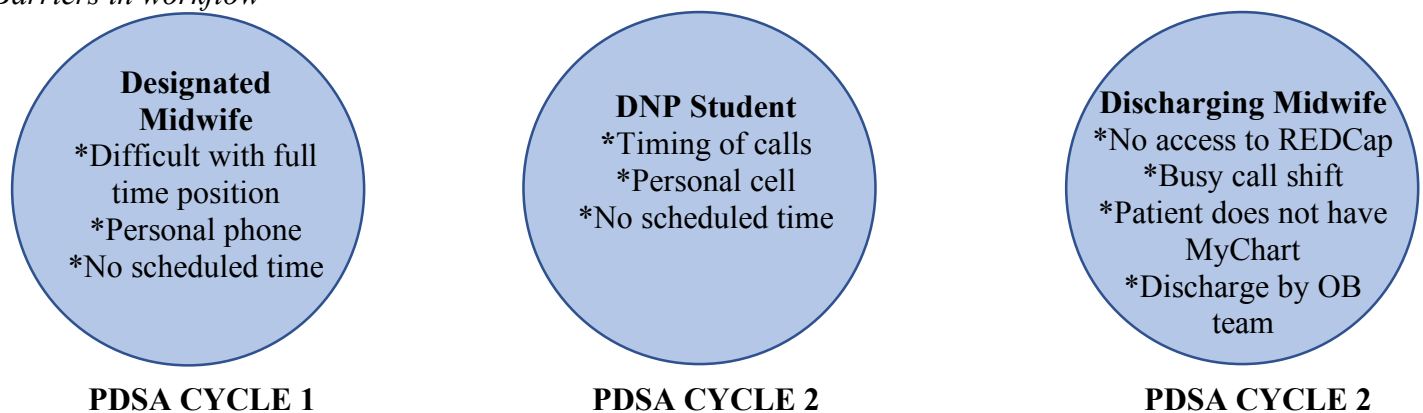 Barriers in workflow
Designated
Midwife
*Difficult with full
time position
*Personal phone
*No scheduled time
PDSA CYCLE 1
DNP Student
*Timing of calls
*Personal cell
*No scheduled time
PDSA CYCLE 2
Discharging Midwife
*No access to REDCap
*Busy call shift
*Patient does not have
MyChart
*Discharge by OB
team
PDSA CYCLE 2